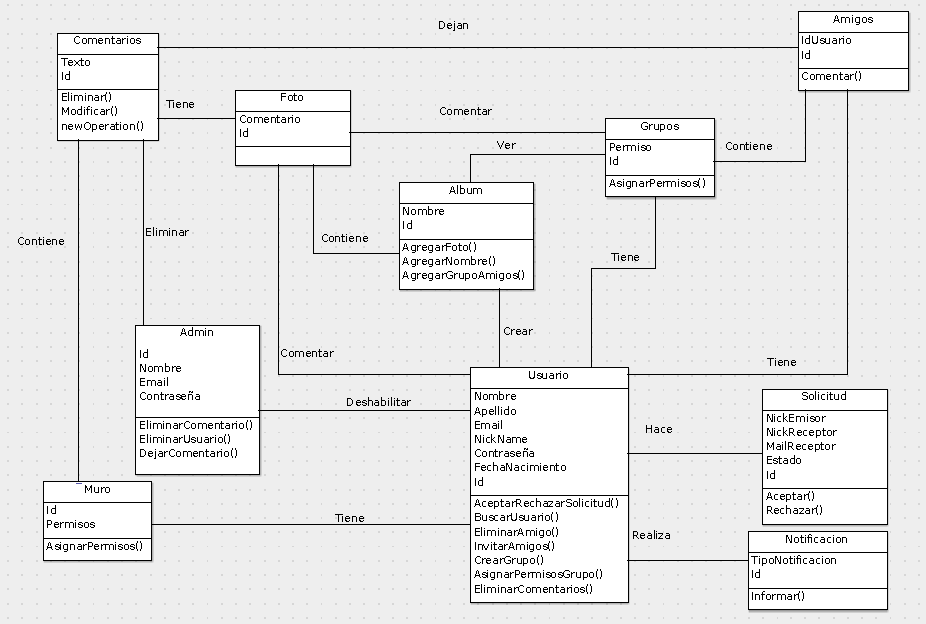 Dejan
Comentarios
Texto
Id
Eliminar()
Modificar()
newOperation()
Amigos
IdUsuario
Id
Comentar()
Tiene
Foto
Comentario
Id
Comentar
Grupos
Permiso
Id
AsignarPermisos()
Contiene
Ver
Album
Nombre
Id
AgregarFoto()
AgregarNombre()
AgregarGrupoAmigos()
Contiene
Eliminar
Contiene
Tiene
Crear
Comentar
Tiene
Admin
Id
Nombre
Email
Contraseña
EliminarComentario()
EliminarUsuario()
DejarComentario()
Deshabilitar
Usuario
Nombre
Apellido
Email
NickName
Contraseña
FechaNacimiento
Id
AceptarRechazarSolicitud()
BuscarUsuario()
EliminarAmigo()
InvitarAmigos()
CrearGrupo()
AsignarPermisosGrupo()
EliminarComentarios()
Hace
Solicitud
NickEmisor
NickReceptor
MailReceptor
Estado
Id
Aceptar()
Rechazar()
Muro
Id
Permisos
AsignarPermisos()
Tiene
Realiza
Notificacion
TipoNotificacion
Id
Informar()